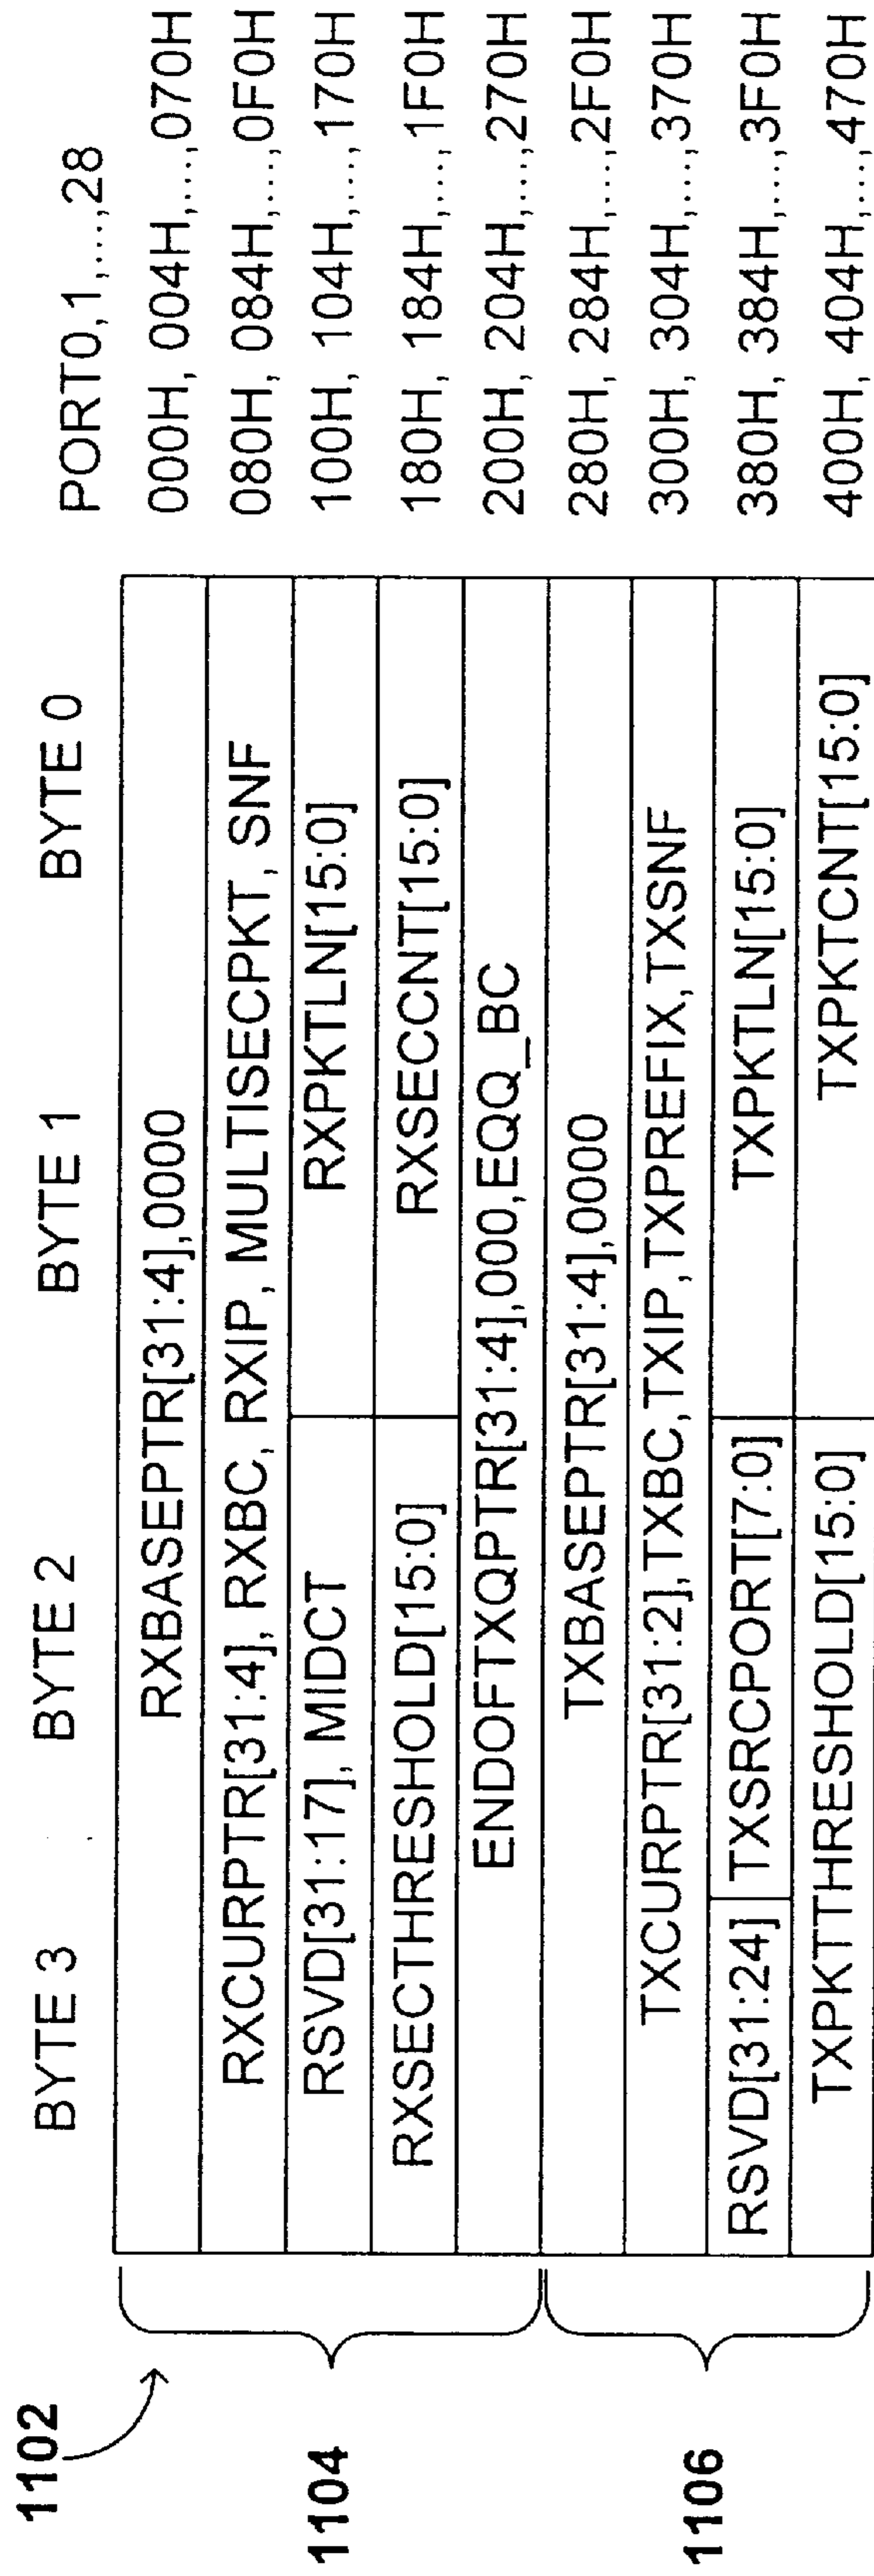 1102
BYTE 3 BYTE 2 BYTE 1 BYTE 0 PORT0,1,...,28
1104
RXBASEPTR[31:4],0000 000H, 004H,...,070H
RXCURPTR[31:4], RXBC, RXIP, MULTISECPKT, SNF 080H, 084H,...,0F0H
RSVD[31:17], MIDCT RXPKTLN[15:0] 100H, 104H,..., 170H
RXSECTHRESHOLD[15:0] RXSECCNT[15:0] 180H, 184H,..., 1F0H
ENDOFTXQPTR[31:4],000,EQQ_BC 200H, 204H,...,270H
1106
TXBASEPTR[31:4],0000 280H, 284H,...,2F0H
TXCURPTR[31:2],TXBC,TXIP,TXPREFIX,TXSNF 300H, 304H,...,370H
RSVD[31:24] TXSRCPORT[7:0] TXPKTLN[15:0] 380H, 384H,...,3F0H
TXPKTTHRESHOLD[15:0] TXPKTCNT[15:0] 400H, 404H,...,470H